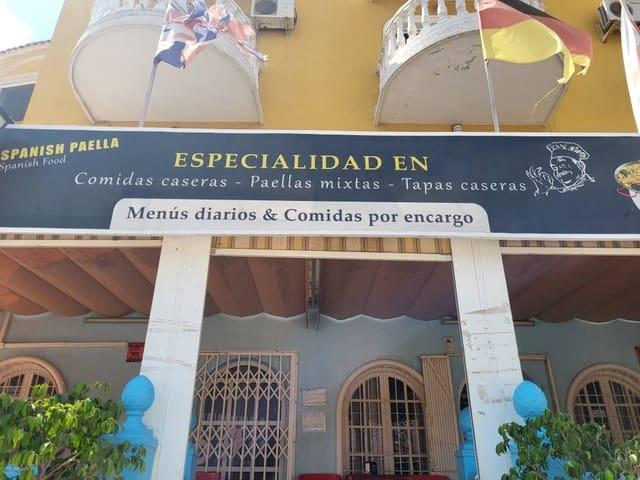 SPANISH PAELLA
Spanish Food
ESPECIALIDAD EN
Comidas caseras - Paellas mixtas - Tapas caseras
Menús diarios & Comidas por encargo